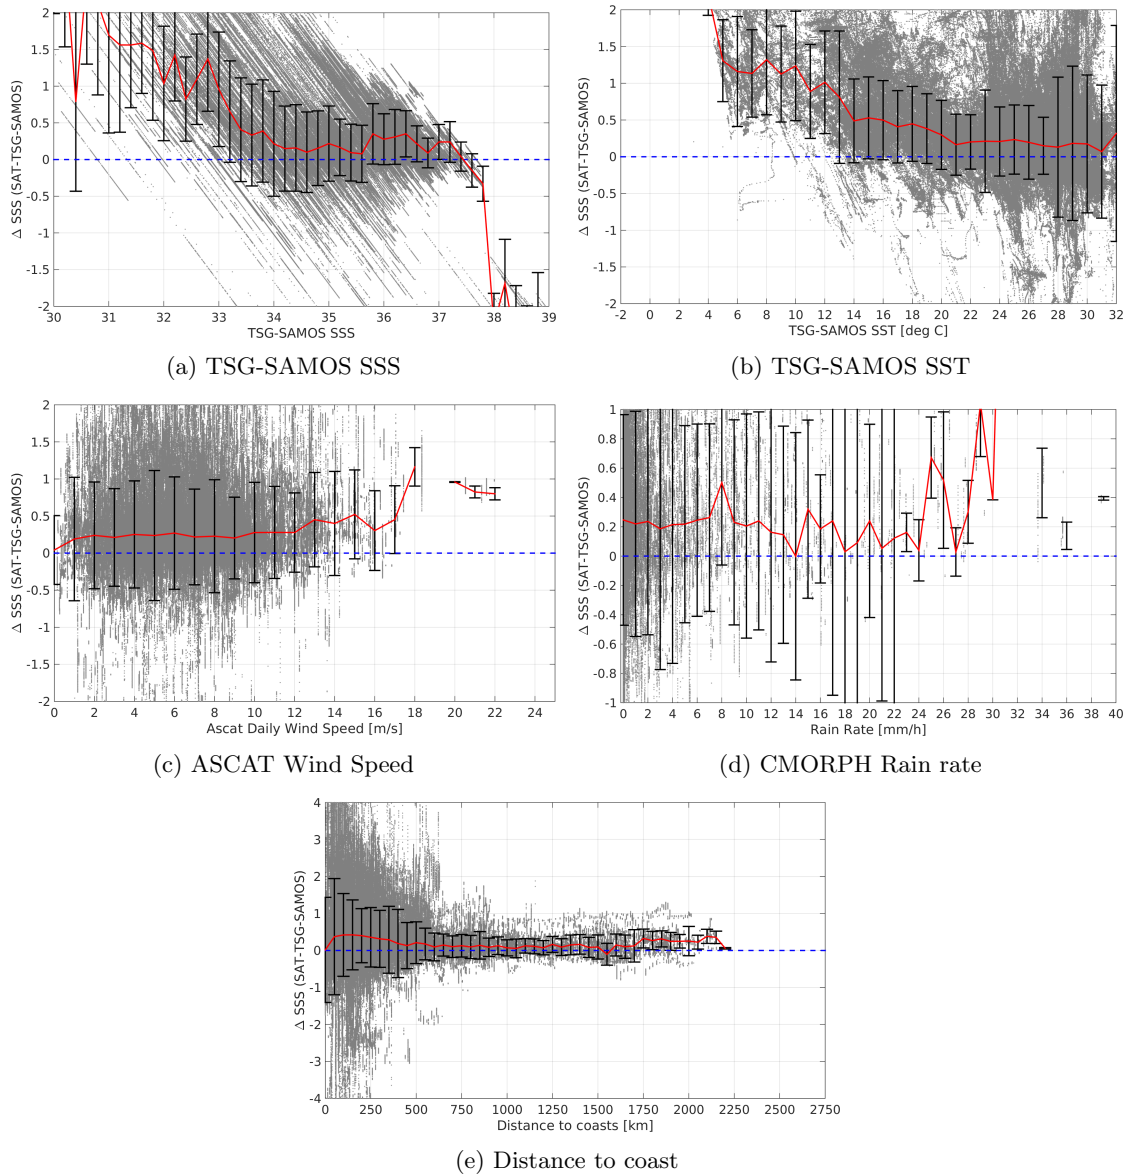 2
1.5
1
0.5
0
-0.5
-1
-1.5
-2
Δ SSS (SAT-TSG-SAMOS)
30 31 32 33 34 35 36 37 38 39
TSG-SAMOS SSS
(a) TSG-SAMOS SSS
2
1.5
1
0.5
0
-0.5
-1
-1.5
-2
Δ SSS (SAT-TSG-SAMOS)
-2 0 2 4 6 8 10 12 14 16 18 20 22 24 26 28 30 32
TSG-SAMOS SST [deg C]
(b) TSG-SAMOS SST
2
1.5
1
0.5
0
-0.5
-1
-1.5
-2
Δ SSS (SAT-TSG-SAMOS)
0 2 4 6 8 10 12 14 16 18 20 22 24
Ascat Daily Wind Speed [m/s]
(c) ASCAT Wind Speed
1
0.8
0.6
0.4
0.2
0
0.2
0.4
0.6
-0.8
-1
Δ SSS (SAT-TSG-SAMOS)
0 2 4 6 8 10 12 14 16 18 20 22 24 26 28 30 32 34 36 38 40
Rain Rate [mm/h]
(d) CMORPH Rain rate
4
3
2
1
0
-1
-2
-3
-4
Δ SSS (SAT-TSG-SAMOS)
0 250 500 750 1000 1250 1500 1750 2000 2250 2500 2750
Distance to coasts [km]
(e) Distance to coast